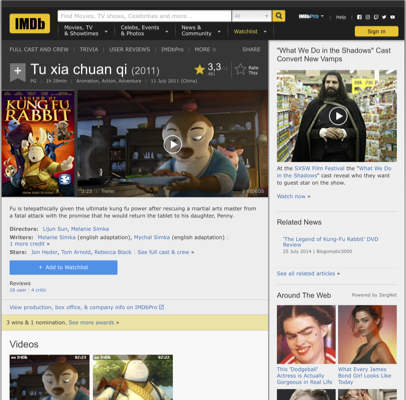 IMDb
Find Movies, TV shows, Celebrities and more...
All
IMDbPro
Help
Movies, TV
& Showtimes
Celebs, Events
& Photos
News &
Community
Watchlist
Sign in
FULL CAST AND CREW | TRIVIA | USER REVIEWS | IMDbPro | MORE
SHARE
Tu xia chuan qi (2011)
PG | 1h 29min | Animation, Action, Adventure | 11 July 2011 (China)
3,3
Rate
This
LEGEND OF
KUNG FU
RABBIT
2:23 | Trailer
VIDEOS
Fu is telepathically given the ultimate kung fu power after rescuing a martial arts master from
a fatal attack with the promise that he would return the tablet to his daughter, Penny.
Directors: Lijun Sun, Melanie Simka
Writers: Melanie Simka (english adaptation), Mychal Simka (english adaptation) |
1 more credit »
Stars: Jon Heder, Tom Arnold, Rebecca Black | See full cast & crew »
+ Add to Watchlist
Reviews
16 user | 4 critic
View production, box office, & company info on IMDbPro
3 wins & 1 nomination. See more awards »
Videos
02:23
02:22
"What We Do in the Shadows" Cast
Convert New Vamps
At the SXSW Film Festival the "What We Do
in the Shadows" cast reveal who they
want to guest star on the show.
Watch now »
Related News
'The Legend of Kung-Fu Rabbit' DVD
Review
25 July 2014 | Blogomatic3000
See all related articles »
Around The Web
Powered by ZergNet
This 'Dodgeball'
Actress is Actually
Gorgeous in Real Life
What Every James
Bond Girl Looks Like
Today